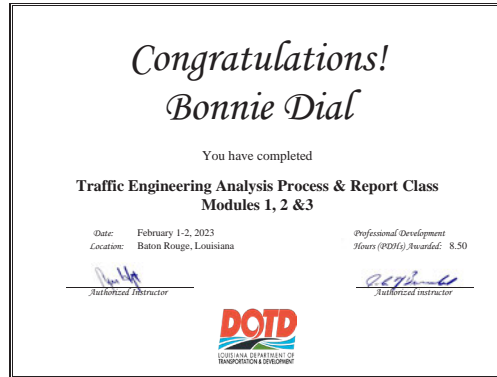 Congratulations!
Bonnie Dial
You have completed
Traffic Engineering Analysis Process & Report Class
Modules 1, 2 &3
Date: February 1-2, 2023
Location: Baton Rouge, Louisiana
Professional Development
Hours (PDHs) Awarded: 8.50
Authorized Instructor
Authorized instructor
DOTD
LOUISIANA DEPARTMENT OF
TRANSPORTATION & DEVELOPMENT